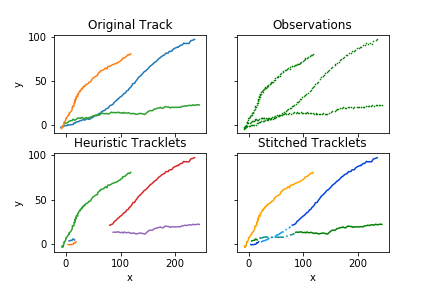 Original Track
Observations
100
50
0
y
Heuristic Tracklets
Stitched Tracklets
100
50
0
y
0
100
200
x
0
100
200
x